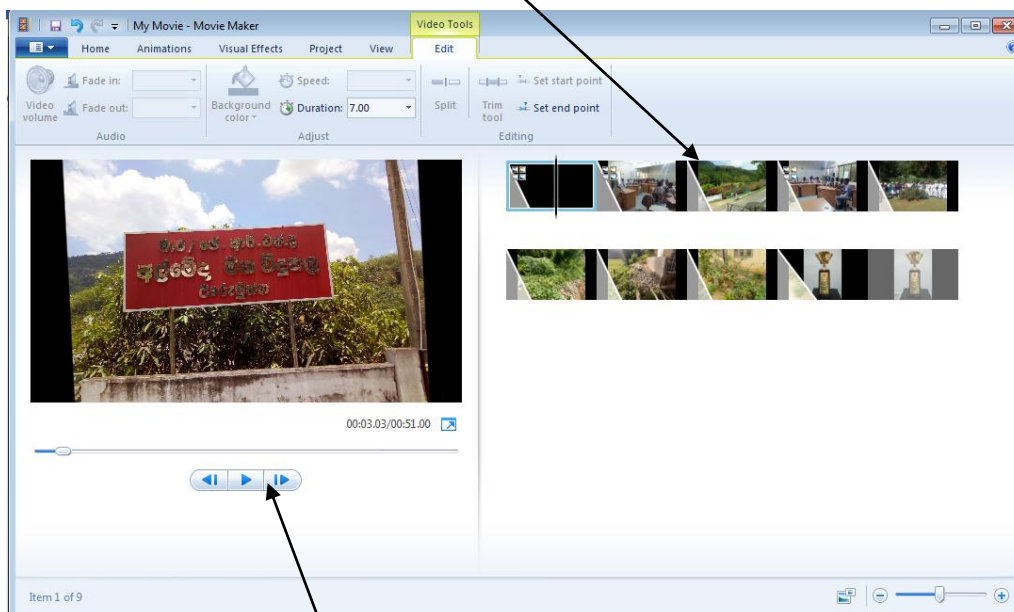 My Movie - Movie Maker
Video Tools
Home Animations Visual Effects Project View Edit
Fade in: Speed: Set start point
Video volume Fade out: Background color Duration: 7.00 Split Trim tool Set end point
Audio Adjust Editing
00:03.03/00:51.00
Item 1 of 9